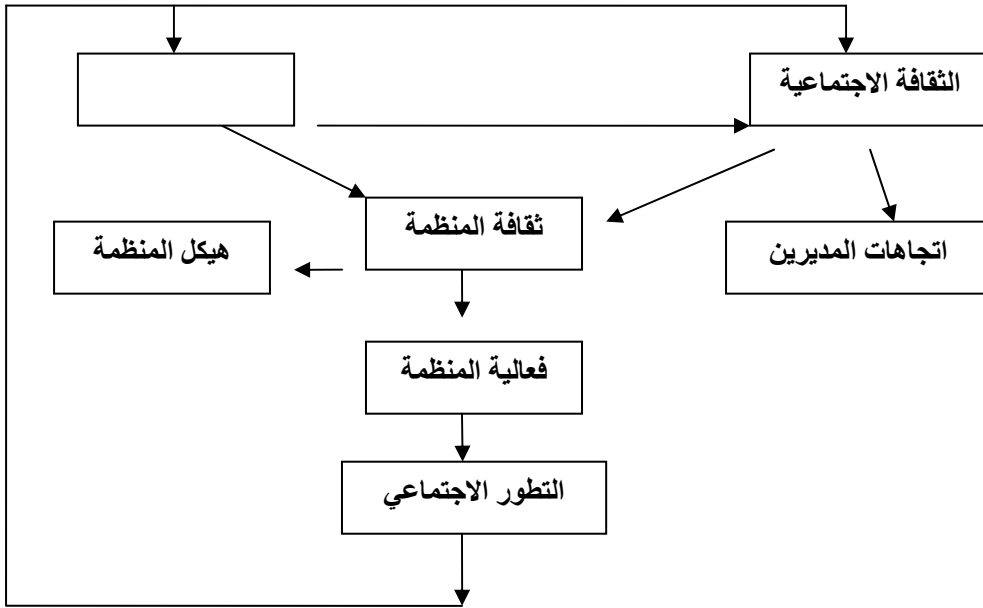 الثقافة الاجتماعية
ثقافة المنظمة
هيكل المنظمة
اتجاهات المديرين
فعالية المنظمة
التطور الاجتماعي